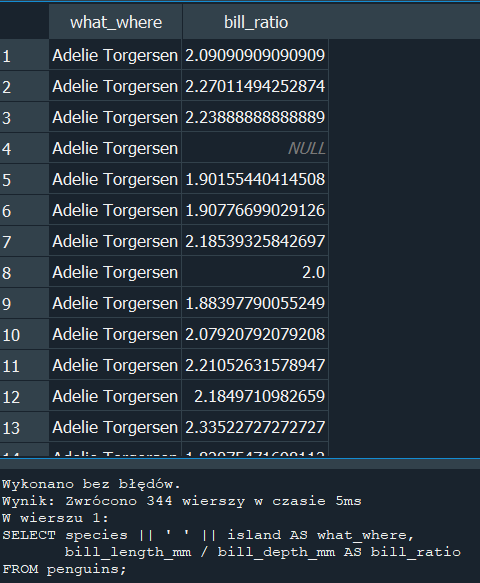 what_where bill_ratio
1 Adelie Torgersen 2.09090909090909
2 Adelie Torgersen 2.27011494252874
3 Adelie Torgersen 2.23888888888889
4 Adelie Torgersen NULL
5 Adelie Torgersen 1.90155440414508
6 Adelie Torgersen 1.90776699029126
7 Adelie Torgersen 2.18539325842697
8 Adelie Torgersen 2.0
9 Adelie Torgersen 1.88397790055249
10 Adelie Torgersen 2.07920792079208
11 Adelie Torgersen 2.21052631578947
12 Adelie Torgersen 2.1849710982659
13 Adelie Torgersen 2.33522727272727
14 Adelie Torgersen
Wykonano bez błędów.
Wynik: Zwrócono 344 wierszy w czasie 5ms
W wierszu 1:
SELECT species || ' ' || island AS what_where,
bill_length_mm / bill_depth_mm AS bill_ratio
FROM penguins;